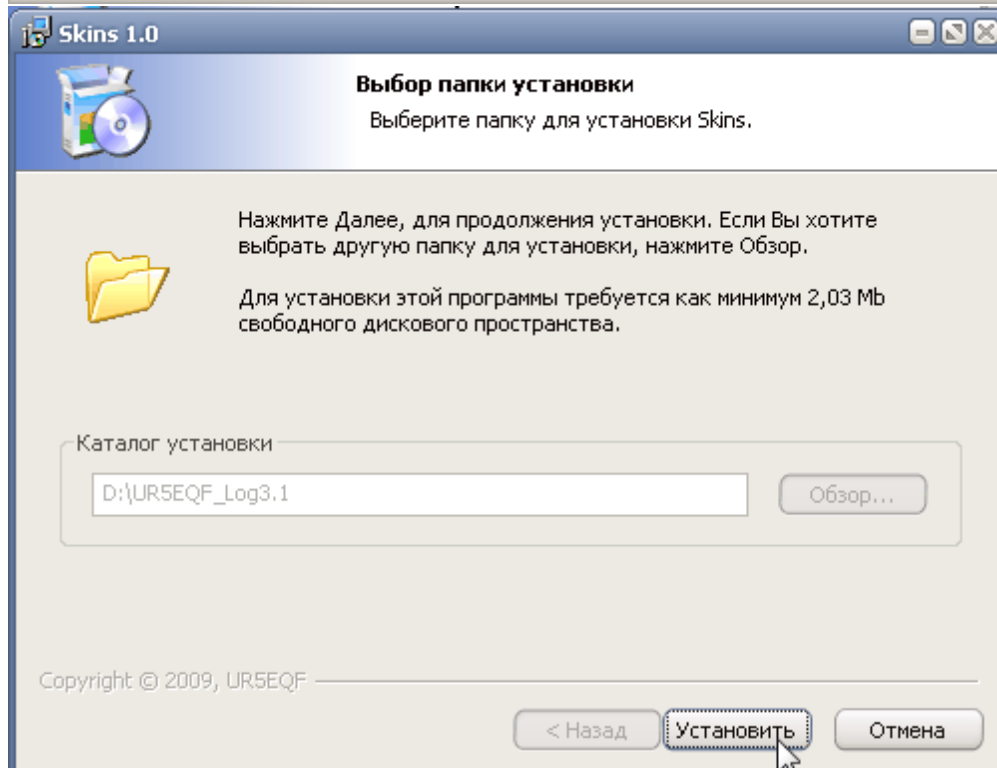 Skins 1.0
Выбор папки установки
Выберите папку для установки Skins.
Нажмите Далее, для продолжения установки. Если Вы хотите
выбрать другую папку для установки, нажмите Обзор.
Для установки этой программы требуется как минимум 2,03 Mb
свободного дискового пространства.
Каталог установки
D:\UR5EQF_Log3.1
Обзор...
Copyright © 2009, UR5EQF
< Назад
Установить
Отмена